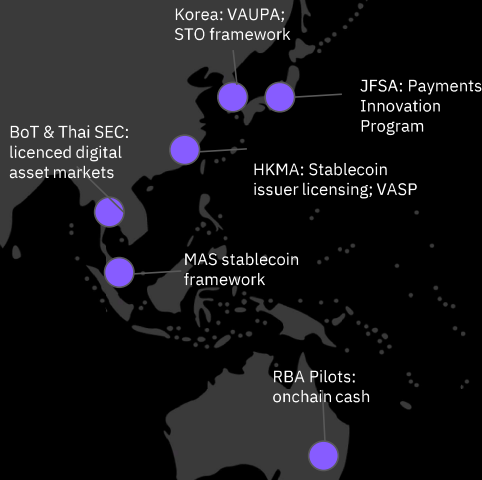 Korea: VAUPA;
STO framework
JFSA: Payments
Innovation
Program
BoT & Thai SEC:
licenced digital
asset markets
HKMA: Stablecoin
issuer licensing; VASP
MAS stablecoin
framework
RBA Pilots:
onchain cash